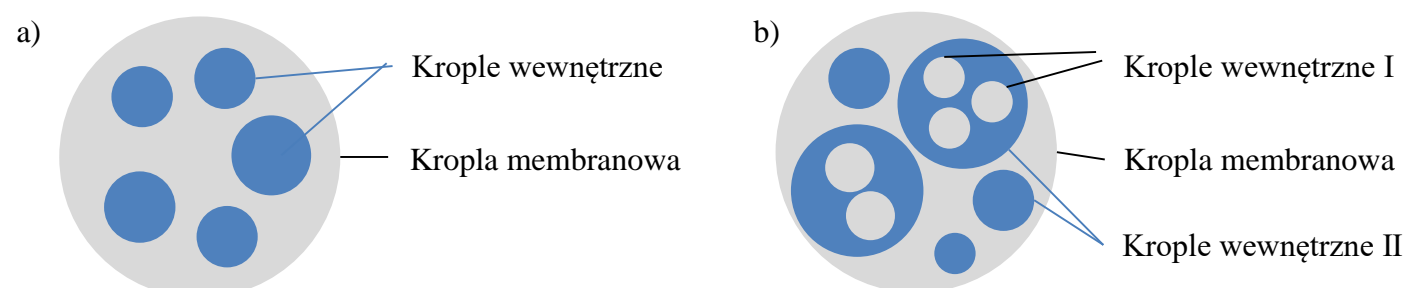 a)
Krople wewnętrzne
Kropla membranowa
b)
Krople wewnętrzne I
Kropla membranowa
Krople wewnętrzne II